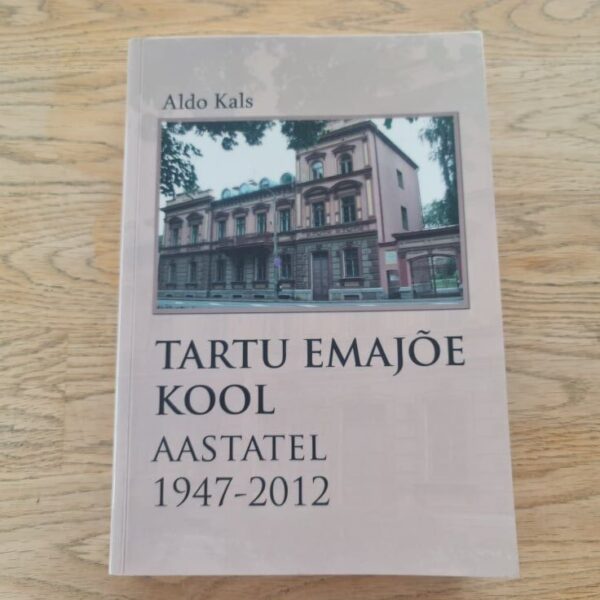 Aldo Kals
TARTU EMAJÕE
KOOL
AASTATEL
1947-2012